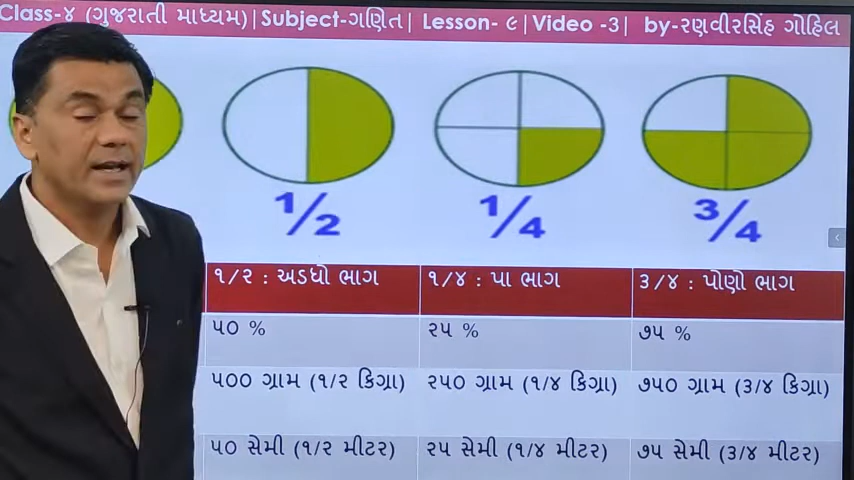 Class-૪ (ગુજરાતી માધ્યમ)|Subject-ગણિત| Lesson- ૯|Video -3| by-રણવીરસિંહ ગોહિલ
1/2 1/4 3/4
૧/૨ : અડધો ભાગ ૧/૪ : પા ભાગ ૩/૪ : પોણો ભાગ
૫૦ % ૨૫ % ૭૫ %
૫૦૦ ગ્રામ (૧/૨ કિગ્રા) ૨૫૦ ગ્રામ (૧/૪ કિગ્રા) ૭૫૦ ગ્રામ (૩/૪ કિગ્રા)
૫૦ સેમી (૧/૨ મીટર) ૨૫ સેમી (૧/૪ મીટર) ૭૫ સેમી (૩/૪ મીટર)